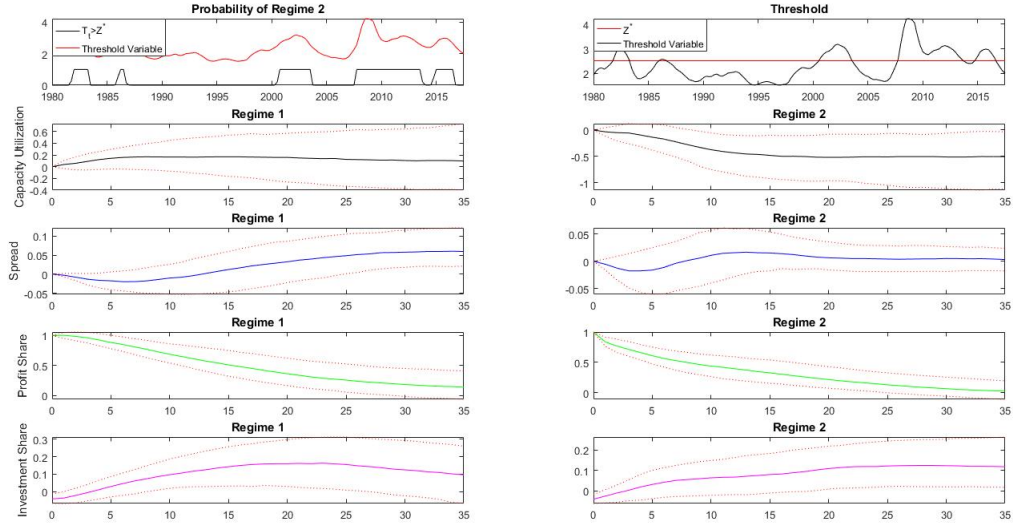 Probability of Regime 2
4
2
0
T_t>Z*
Threshold Variable
1980 1985 1990 1995 2000 2005 2010 2015
Threshold
4
3
2
Z*
Threshold Variable
1980 1985 1990 1995 2000 2005 2010 2015
Regime 1
Capacity Utilization
0.6
0.4
0.2
0
-0.2
-0.4
0 5 10 15 20 25 30 35
Regime 2
0
-0.5
-1
0 5 10 15 20 25 30 35
Regime 1
Spread
0.1
0.05
0
-0.05
0 5 10 15 20 25 30 35
Regime 2
0.05
0
-0.05
0 5 10 15 20 25 30 35
Regime 1
Profit Share
1
0.5
0
0 5 10 15 20 25 30 35
Regime 2
1
0.5
0
0 5 10 15 20 25 30 35
Regime 1
Investment Share
0.3
0.2
0.1
0
0 5 10 15 20 25 30 35
Regime 2
0.2
0.1
0
0 5 10 15 20 25 30 35